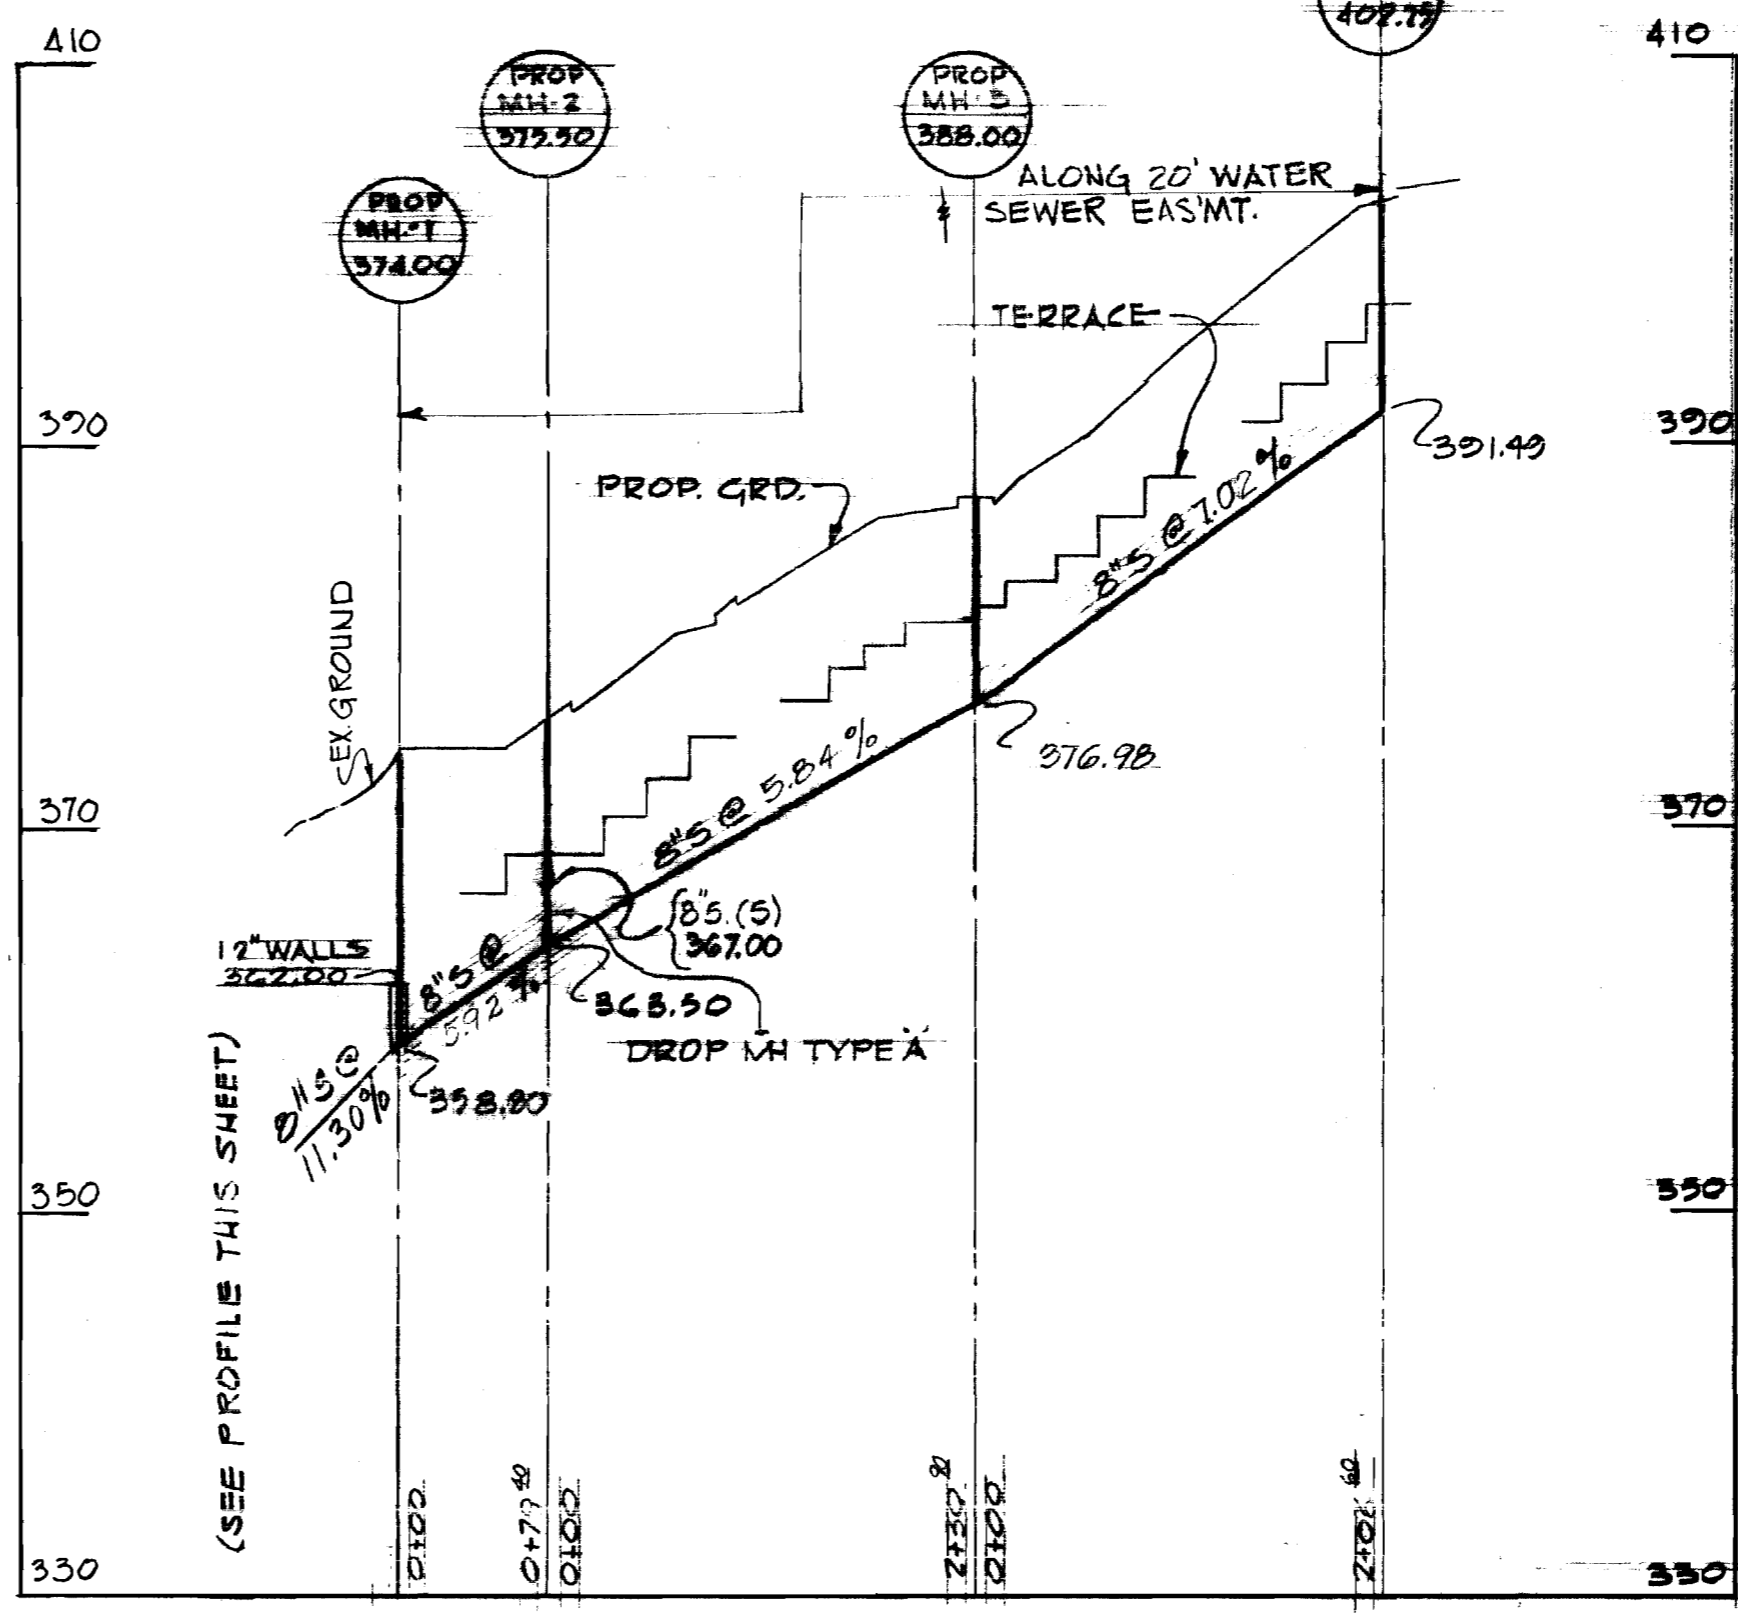 410
410
PROP
MH-2
375.50
PROP
MH-3
388.00
PROP
MH-1
374.00
ALONG 20' WATER
SEWER EAS'MT.
TERRACE
390
390
391.49
PROP. GRD.
8"S @ 7.02 %
EX. GROUND
376.98
8"S @ 5.84 %
370
370
8"S.(S)
367.00
12" WALLS
362.00
8"S @
5.92 %
363.50
DROP MH TYPE "A"
358.80
8"S @
11.30%
(SEE PROFILE THIS SHEET)
350
350
0+00
0+79.40
0+00
0+00
330
330